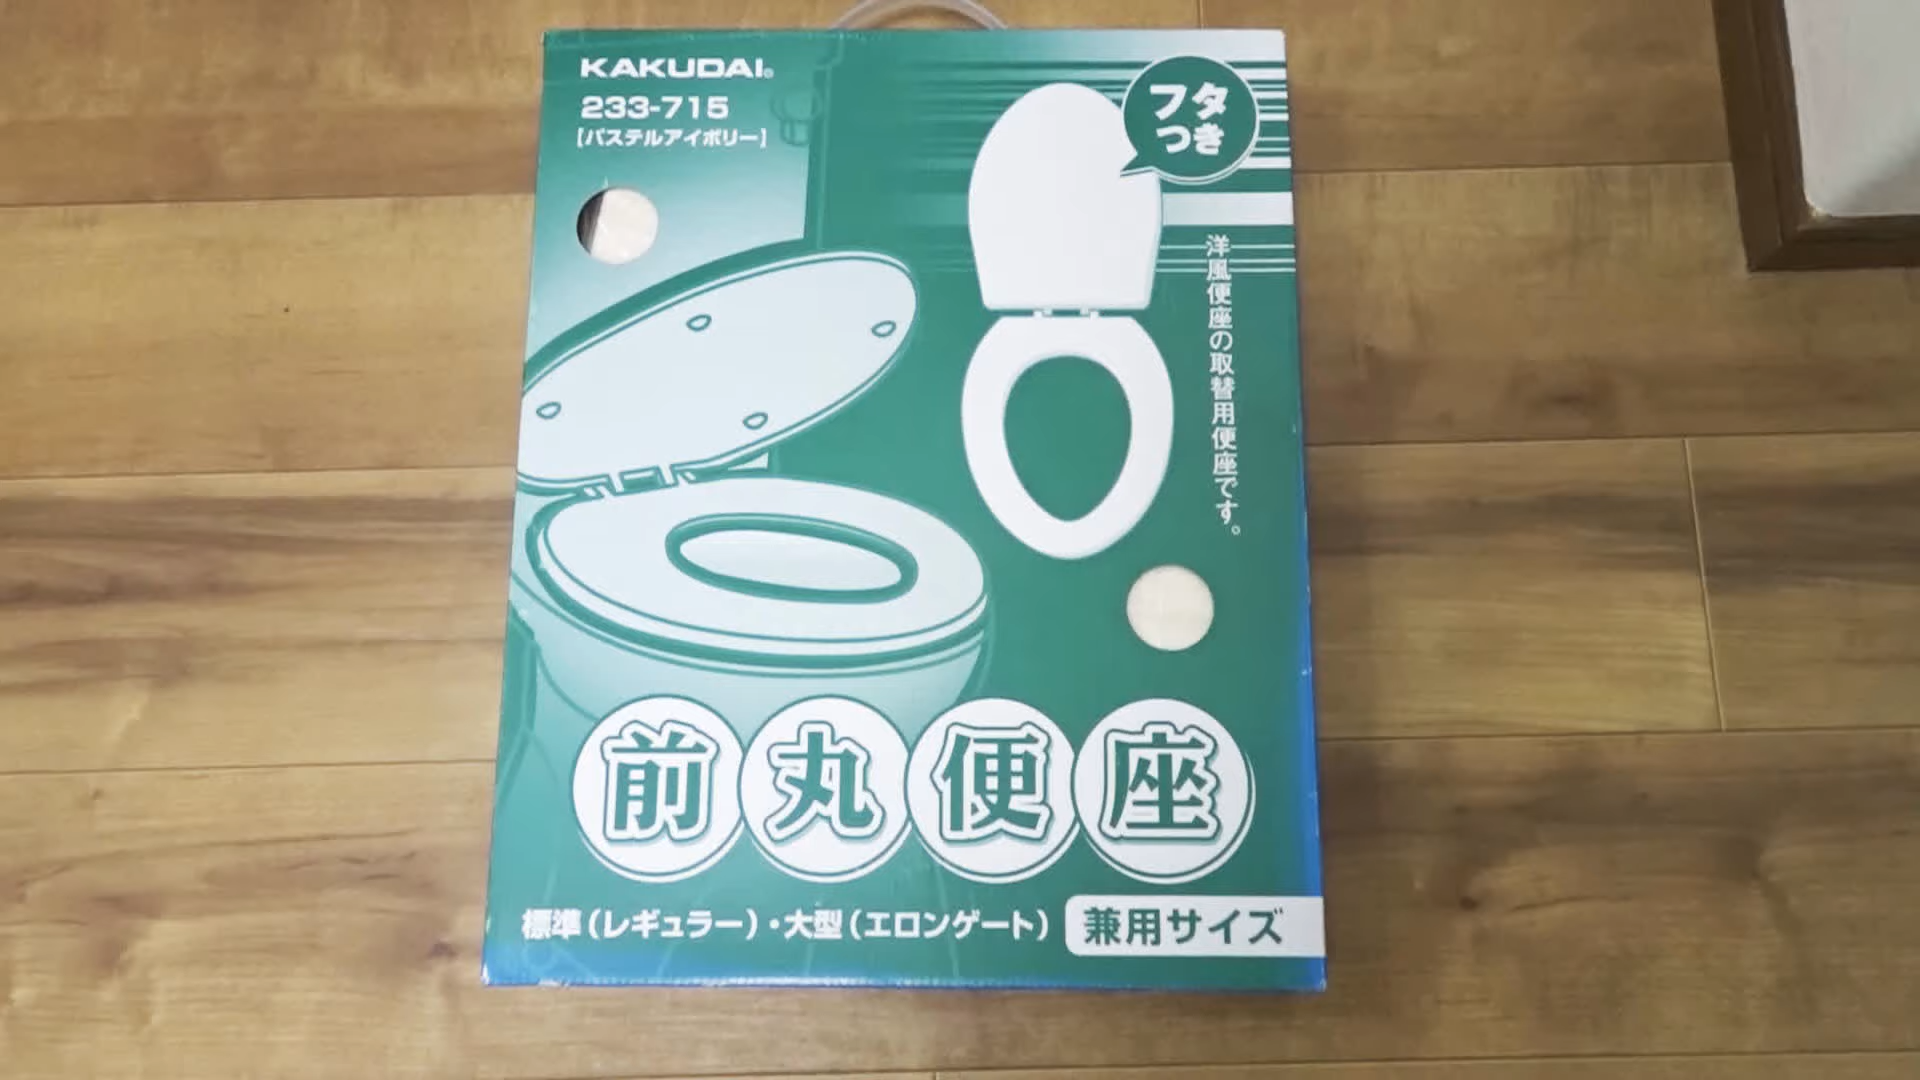 KAKUDAI®
233-715
[パステルアイボリー]
フタ
つき
洋風便座の取替用便座です。
前丸便座
標準（レギュラー）・大型（エロンゲート）
兼用サイズ